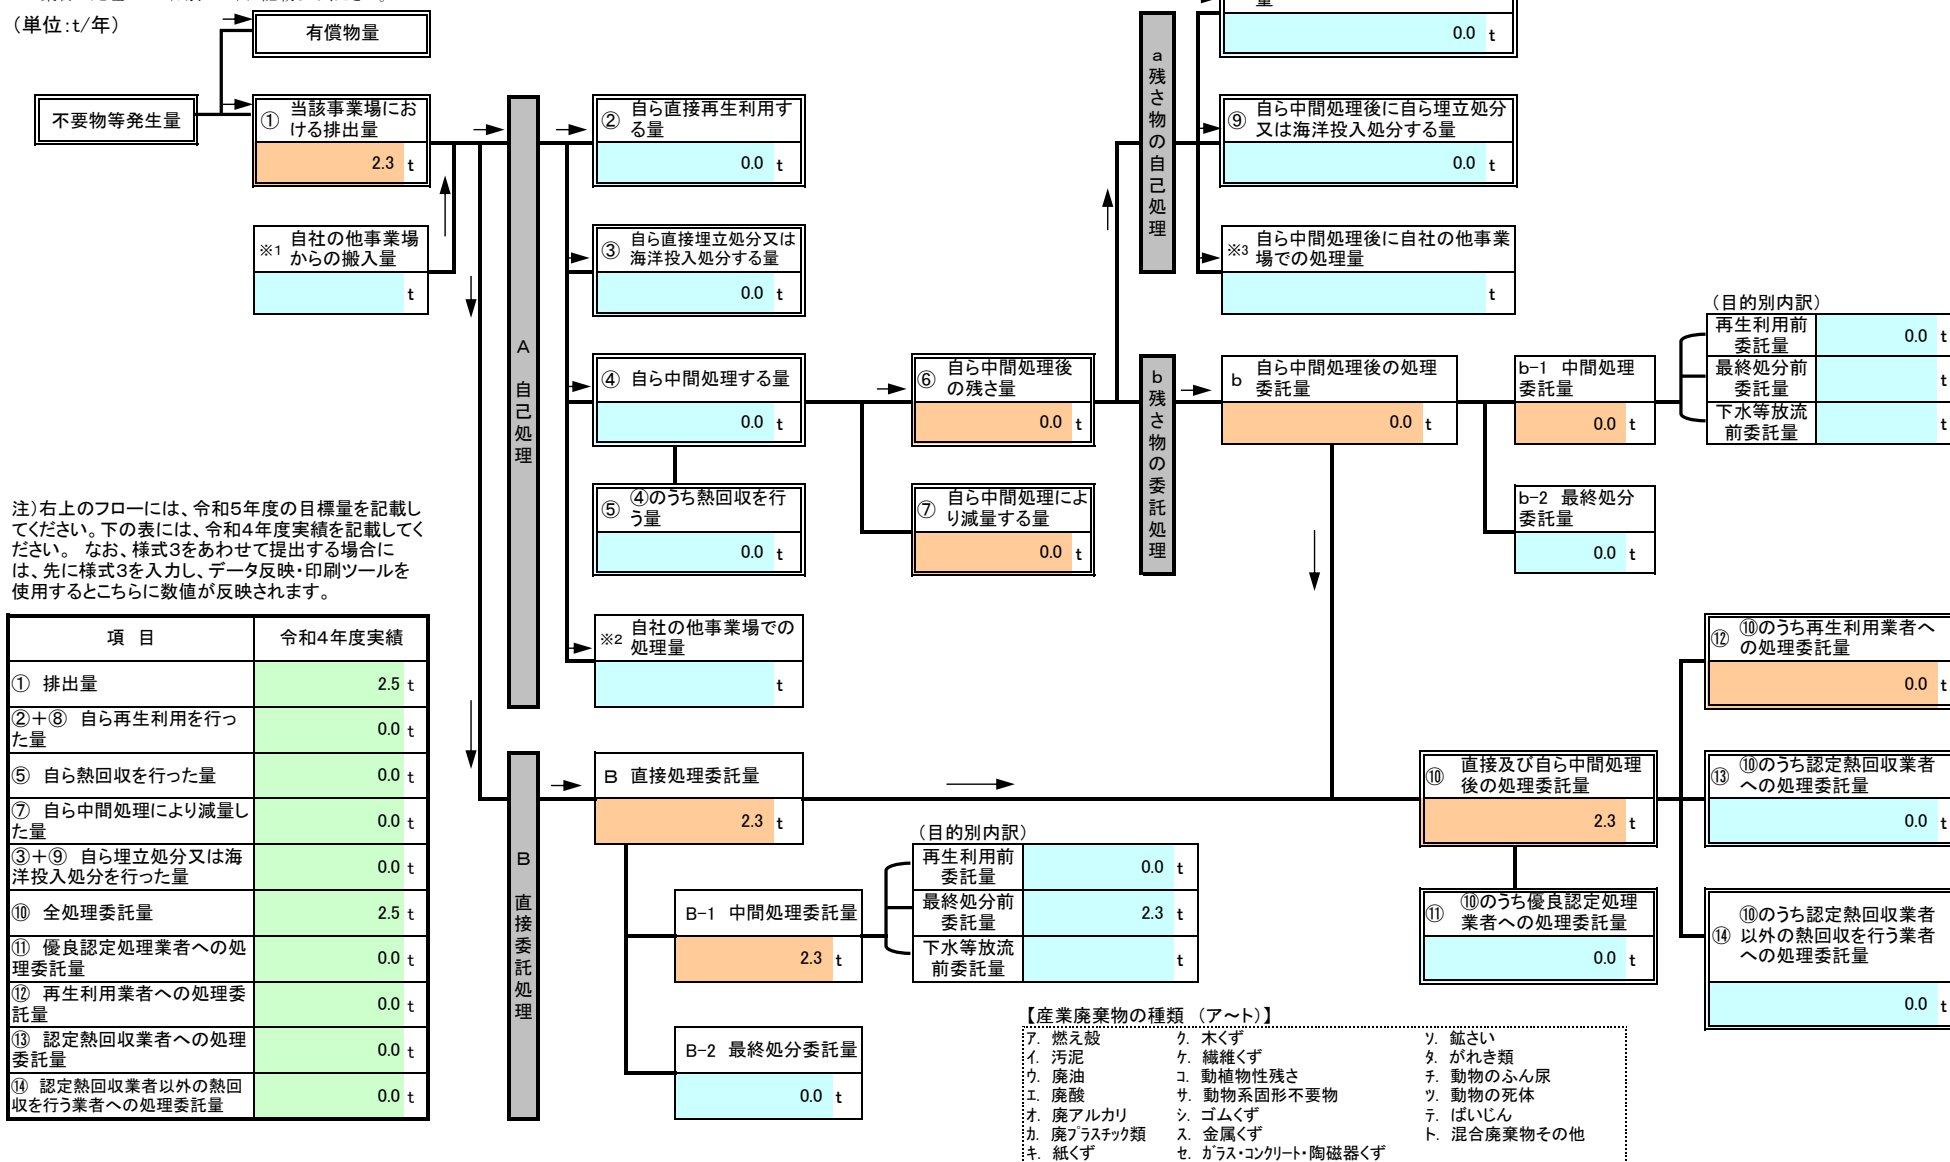 (単位:t/年)
有償物量
不要物等発生量
① 当該事業場にお
ける排出量
2.3 t
※1 自社の他事業場
からの搬入量
t
A 自己処理
② 自ら直接再生利用す
る量
0.0 t
③ 自ら直接埋立処分又は
海洋投入処分する量
0.0 t
④ 自ら中間処理する量
0.0 t
⑤ ④のうち熱回収を行
う量
0.0 t
※2 自社の他事業場での
処理量
t
⑥ 自ら中間処理後
の残さ量
0.0 t
⑦ 自ら中間処理によ
り減量する量
0.0 t
a 残さ物の自己処理
量
0.0 t
⑨ 自ら中間処理後に自ら埋立処分
又は海洋投入処分する量
0.0 t
※3 自ら中間処理後に自社の他事業
場での処理量
t
b 残さ物の委託処理
b 自ら中間処理後の処理
委託量
0.0 t
b-1 中間処理
委託量
0.0 t
b-2 最終処分
委託量
0.0 t
(目的別内訳)
再生利用前
委託量
0.0 t
最終処分前
委託量
t
下水等放流
前委託量
t
注)右上のフローには、令和5年度の目標量を記載し
てください。下の表には、令和4年度実績を記載してく
ださい。 なお、様式3をあわせて提出する場合に
は、先に様式3を入力し、データ反映・印刷ツールを
使用するとこちらに数値が反映されます。
項 目 令和4年度実績
① 排出量 2.5 t
②+⑧ 自ら再生利用を行っ
た量 0.0 t
⑤ 自ら熱回収を行った量 0.0 t
⑦ 自ら中間処理により減量し
た量 0.0 t
③+⑨ 自ら埋立処分又は海
洋投入処分を行った量 0.0 t
⑩ 全処理委託量 2.5 t
⑪ 優良認定処理業者への処
理委託量 0.0 t
⑫ 再生利用業者への処理委
託量 0.0 t
⑬ 認定熱回収業者への処理
委託量 0.0 t
⑭ 認定熱回収業者以外の熱回
収を行う業者への処理委託量 0.0 t
B 直接委託処理
B 直接処理委託量
2.3 t
B-1 中間処理委託量
2.3 t
B-2 最終処分委託量
0.0 t
(目的別内訳)
再生利用前
委託量
0.0 t
最終処分前
委託量
2.3 t
下水等放流
前委託量
t
⑩ 直接及び自ら中間処理
後の処理委託量
2.3 t
⑪ ⑩のうち優良認定処理
業者への処理委託量
0.0 t
⑫ ⑩のうち再生利用業者へ
の処理委託量
0.0 t
⑬ ⑩のうち認定熱回収業者
への処理委託量
0.0 t
⑭ ⑩のうち認定熱回収業者
以外の熱回収を行う業者
への処理委託量
0.0 t
【産業廃棄物の種類 (ア~ト)】
ア. 燃え殻 ク. 木くず ソ. 鉱さい
イ. 汚泥 ケ. 繊維くず タ. がれき類
ウ. 廃油 コ. 動植物性残さ チ. 動物のふん尿
エ. 廃酸 サ. 動物系固形不要物 ツ. 動物の死体
オ. 廃アルカリ シ. ゴムくず テ. ばいじん
カ. 廃プラスチック類 ス. 金属くず ト. 混合廃棄物その他
キ. 紙くず セ. ガラス・コンクリート・陶磁器くず